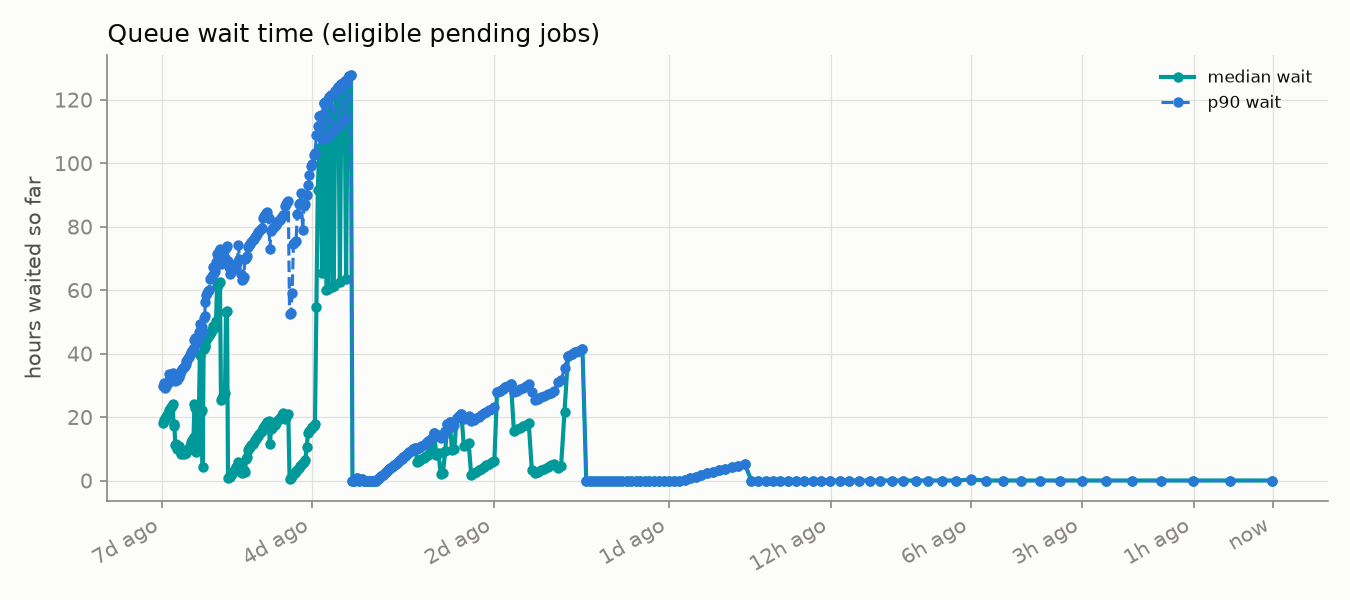 Queue wait time (eligible pending jobs)
median wait
p90 wait
hours waited so far
120
100
80
60
40
20
0
7d ago
4d ago
2d ago
1d ago
12h ago
6h ago
3h ago
1h ago
now